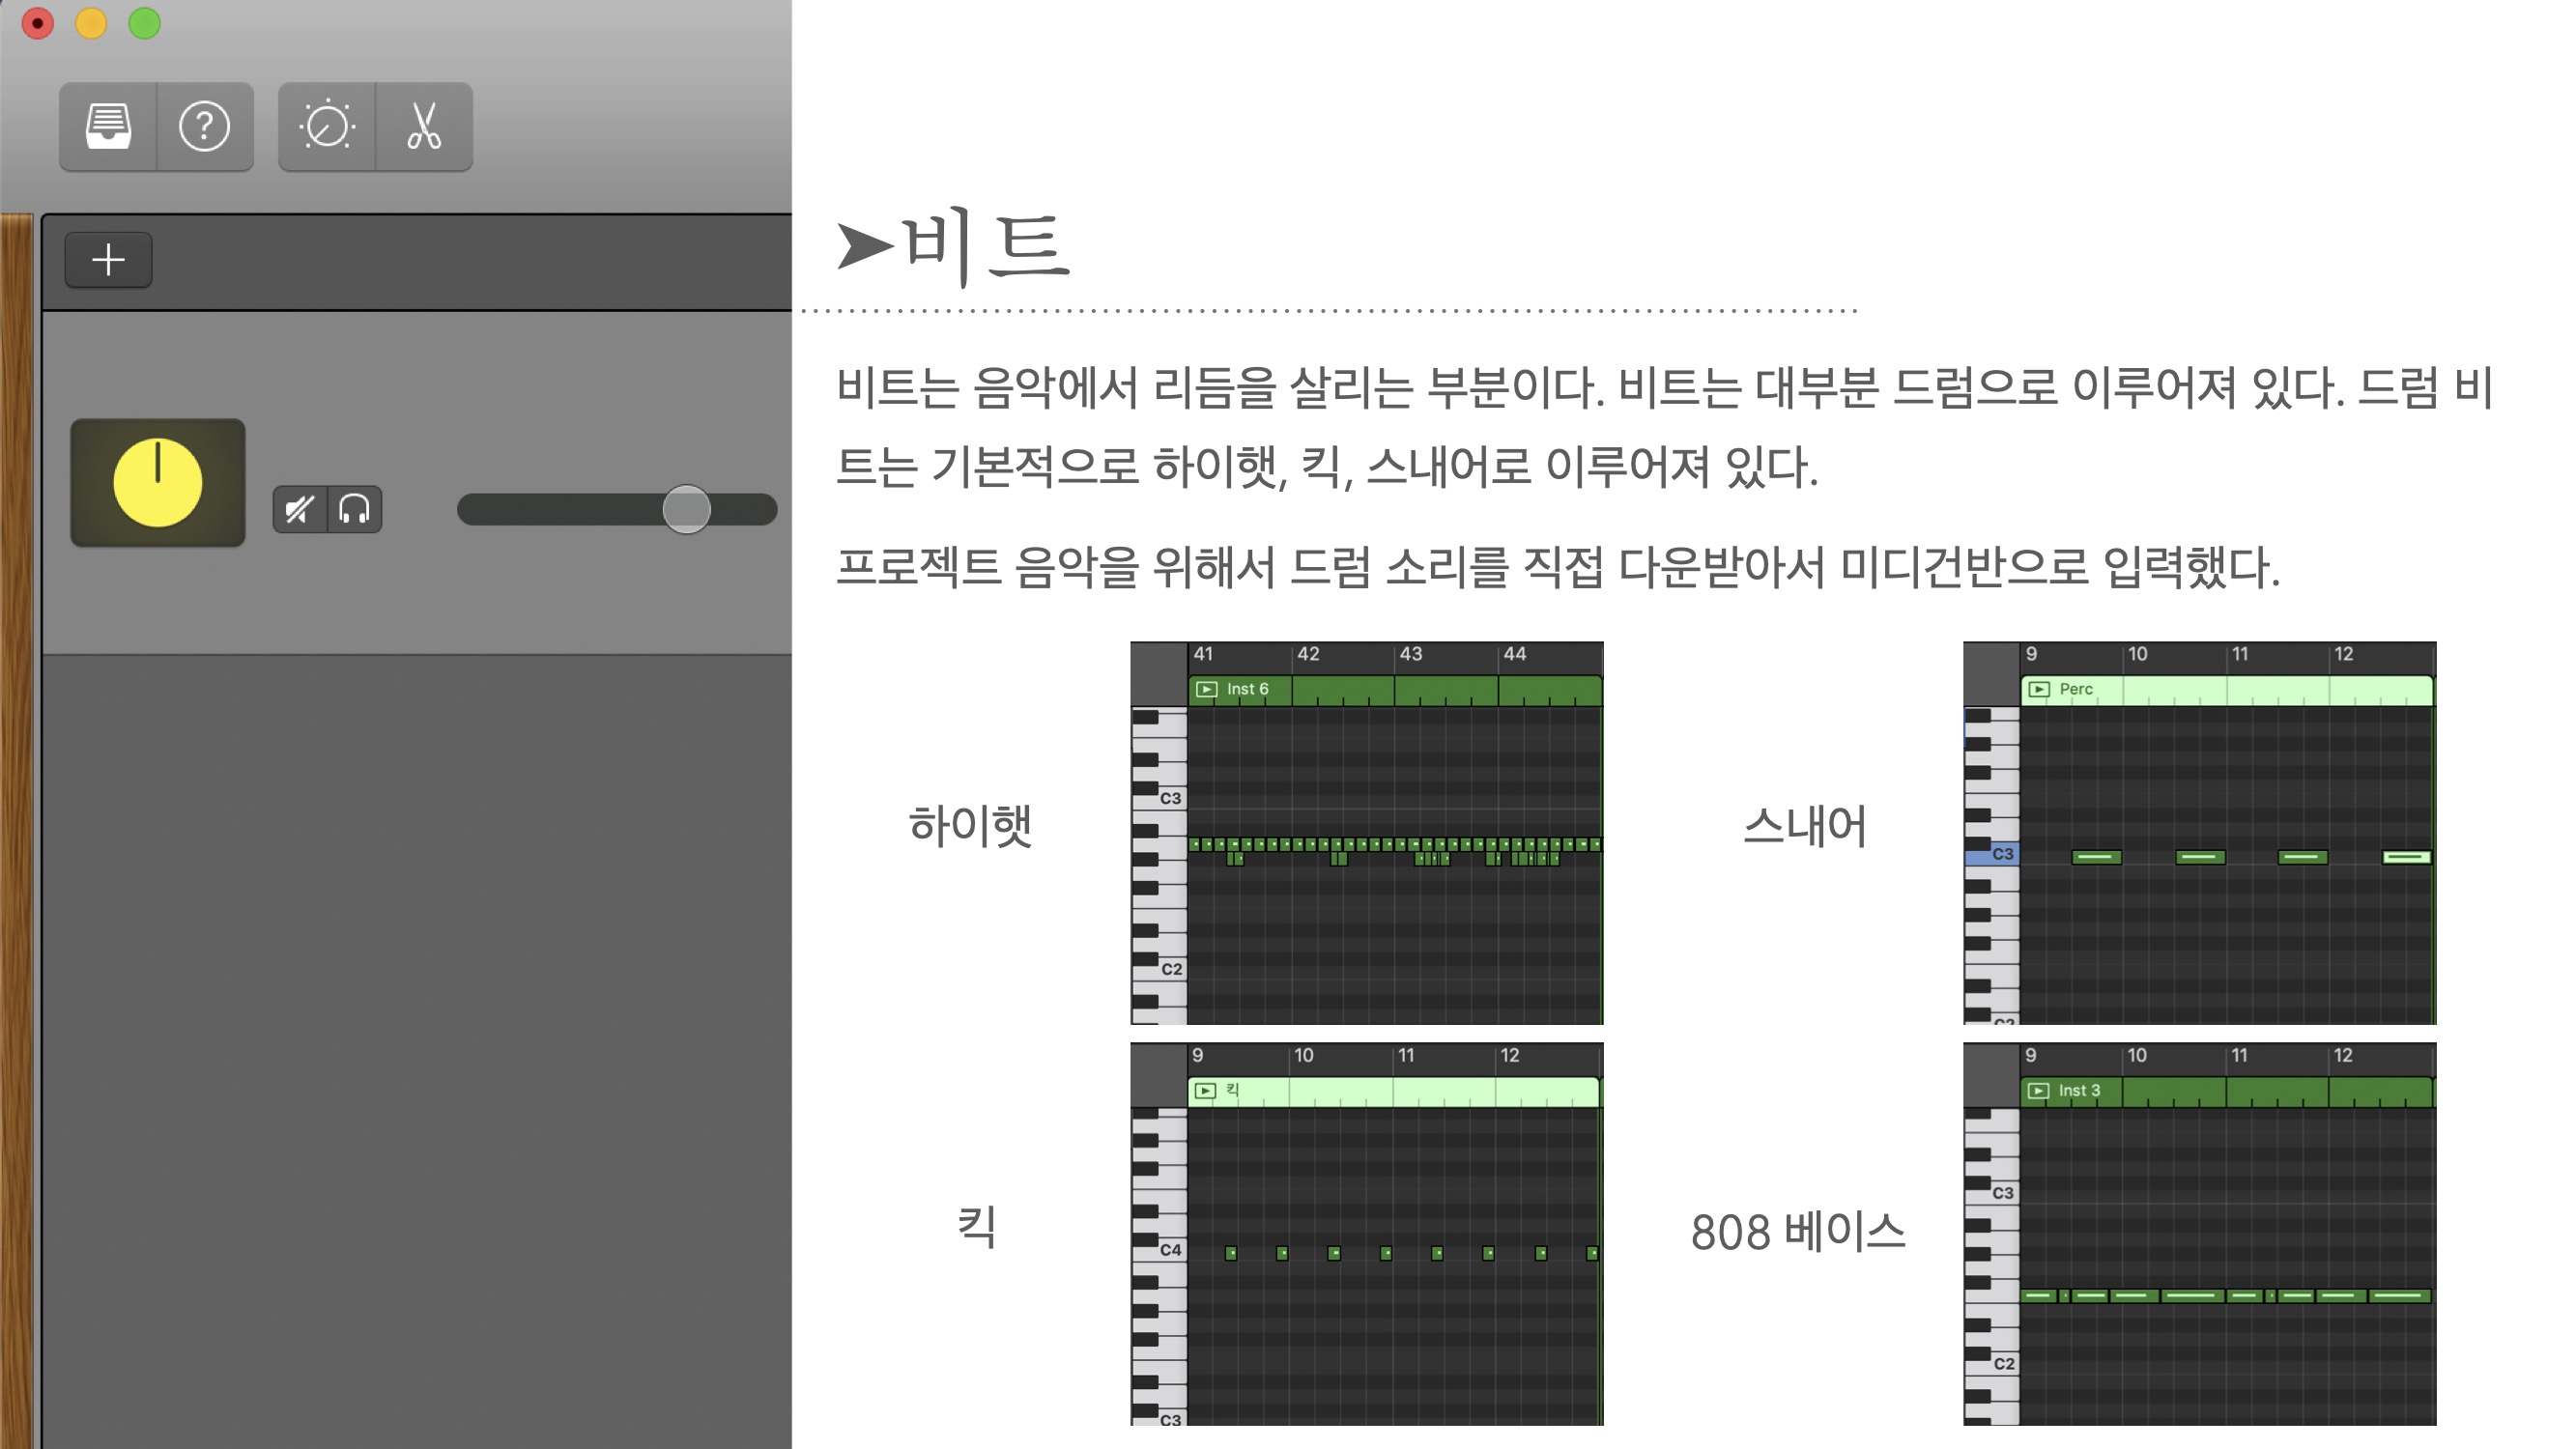 ➤비트
비트는 음악에서 리듬을 살리는 부분이다. 비트는 대부분 드럼으로 이루어져 있다. 드럼 비
트는 기본적으로 하이햇, 킥, 스내어로 이루어져 있다.
프로젝트 음악을 위해서 드럼 소리를 직접 다운받아서 미디건반으로 입력했다.
하이햇
41 42 43 44
Inst 6
C3
C2
스내어
9 10 11 12
Perc
C3
C2
킥
9 10 11 12
킥
C4
C3
808 베이스
9 10 11 12
Inst 3
C3
C2